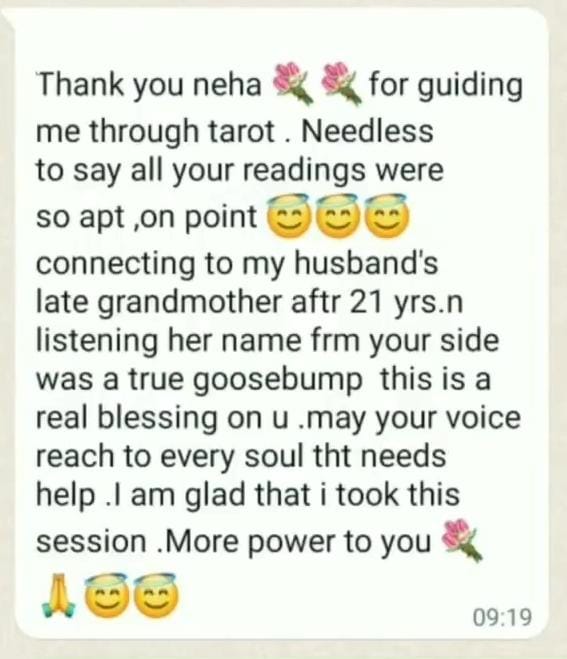 Thank you neha 💐 💐 for guiding
me through tarot . Needless
to say all your readings were
so apt ,on point 😇😇😇
connecting to my husband's
late grandmother aftr 21 yrs.n
listening her name frm your side
was a true goosebump  this is a
real blessing on u .may your voice
reach to every soul tht needs
help .I am glad that i took this
session .More power to you 💐
🙏😇😇
09:19